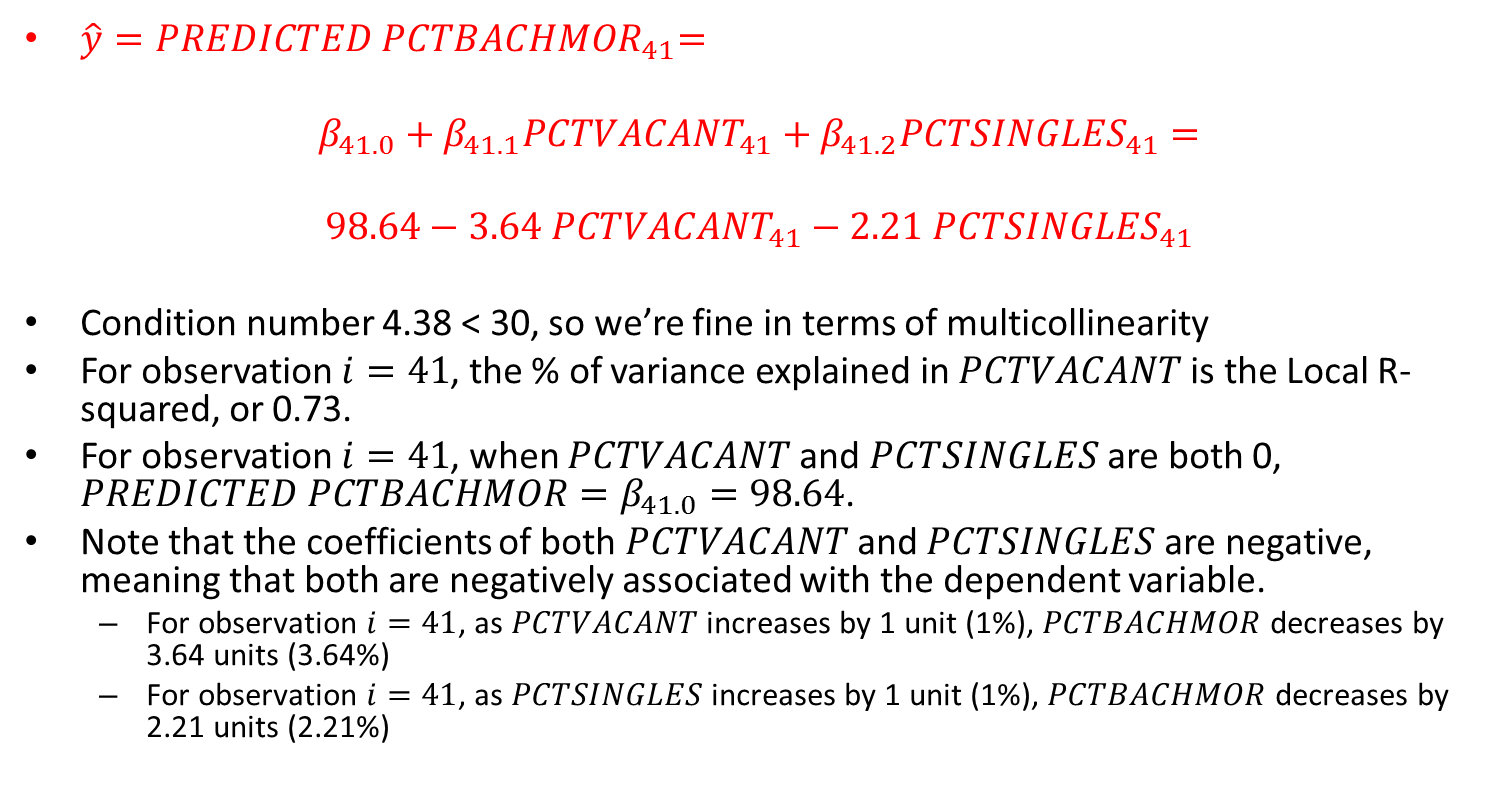 • ŷ = PREDICTED PCTBACHMOR₄₁=
β₄₁.₀ + β₄₁.₁PCTVACANT₄₁ + β₄₁.₂PCTSINGLES₄₁ =
98.64 − 3.64 PCTVACANT₄₁ − 2.21 PCTSINGLES₄₁
• Condition number 4.38 < 30, so we’re fine in terms of multicollinearity
• For observation i = 41, the % of variance explained in PCTVACANT is the Local R-
squared, or 0.73.
• For observation i = 41, when PCTVACANT and PCTSINGLES are both 0,
PREDICTED PCTBACHMOR = β₄₁.₀ = 98.64.
• Note that the coefficients of both PCTVACANT and PCTSINGLES are negative,
meaning that both are negatively associated with the dependent variable.
– For observation i = 41, as PCTVACANT increases by 1 unit (1%), PCTBACHMOR decreases by
3.64 units (3.64%)
– For observation i = 41, as PCTSINGLES increases by 1 unit (1%), PCTBACHMOR decreases by
2.21 units (2.21%)